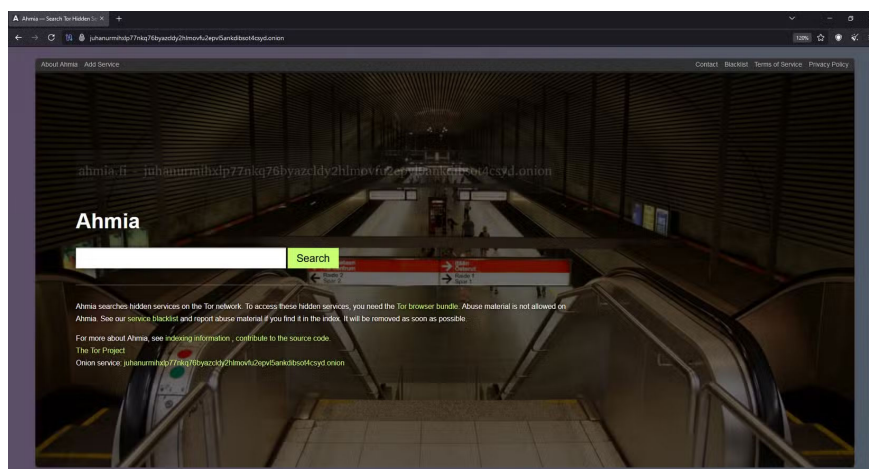 Ahmia — Search Tor Hidden Se
juhanurmihxlp77nkq76byazcldy2hlmovfu2epvl5ankdibsot4csyd.onion
120%
About Ahmia Add Service Contact Blacklist Terms of Service Privacy Policy
ahmia.fi - juhanurmihxlp77nkq76byazcldy2hlmovfu2epvl5ankdibsot4csyd.onion
Ahmia
Search
Ahmia searches hidden services on the Tor network. To access these hidden services, you need the Tor browser bundle. Abuse material is not allowed on
Ahmia. See our service blacklist and report abuse material if you find it in the index. It will be removed as soon as possible.
For more about Ahmia, see indexing information , contribute to the source code.
The Tor Project
Onion service: juhanurmihxlp77nkq76byazcldy2hlmovfu2epvl5ankdibsot4csyd.onion